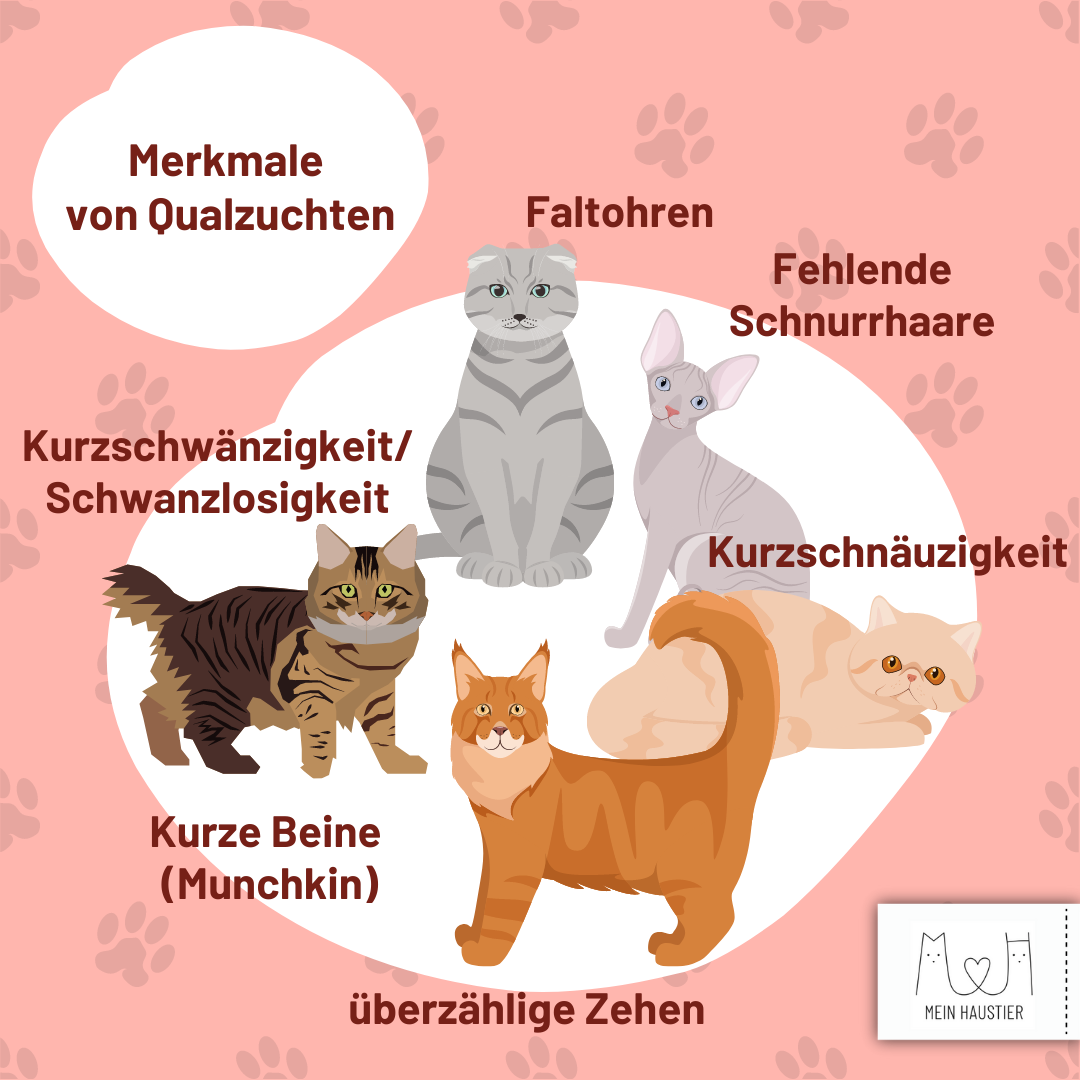 Merkmale
von Qualzuchten
Faltohren
Fehlende
Schnurrhaare
Kurzschwänzigkeit/
Schwanzlosigkeit
Kurzschnäuzigkeit
Kurze Beine
(Munchkin)
überzählige Zehen
MEIN HAUSTIER